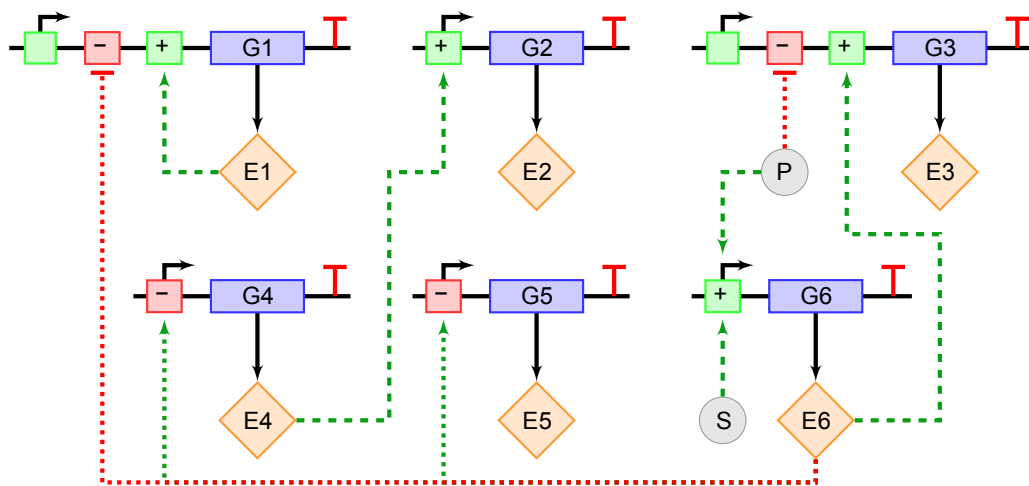 − + G1
+ G2
− + G3
E1
E2
P
E3
− G4
− G5
+ G6
E4
E5
S
E6